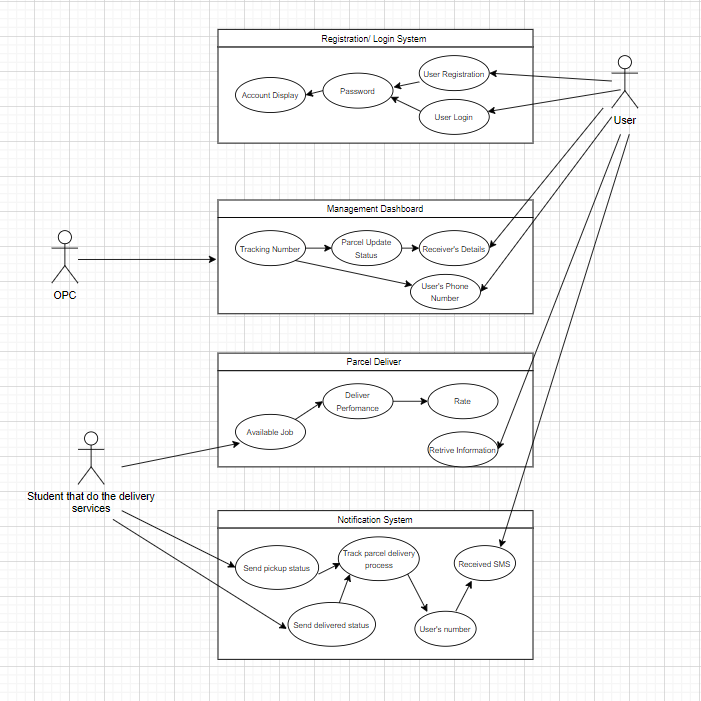 Registration/ Login System
User Registration
Account Display
Password
User Login
User
Management Dashboard
Tracking Number
Parcel Update
Status
Receiver's Details
User's Phone
Number
OPC
Parcel Deliver
Deliver
Perfomance
Rate
Available Job
Retrive Information
Student that do the delivery
services
Notification System
Send pickup status
Track parcel delivery
process
Received SMS
Send delivered status
User's number